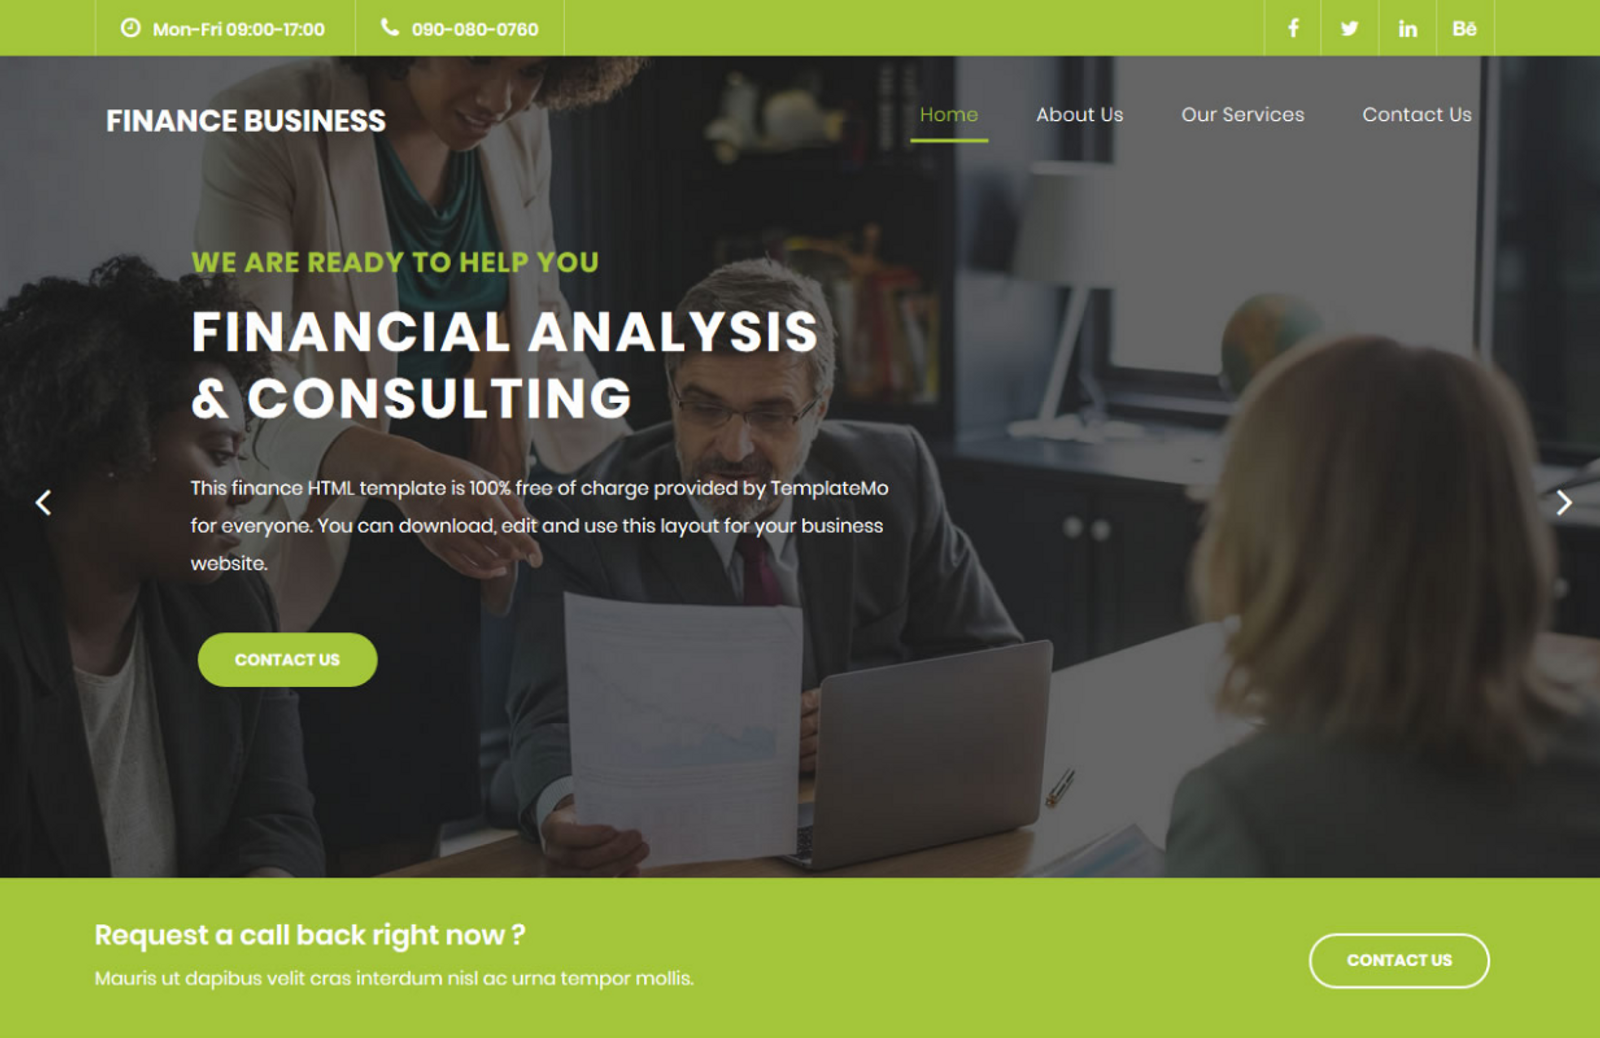 Mon-Fri 09:00-17:00
090-080-0760
Bē
FINANCE BUSINESS
Home
About Us
Our Services
Contact Us
WE ARE READY TO HELP YOU
FINANCIAL ANALYSIS
& CONSULTING
This finance HTML template is 100% free of charge provided by TemplateMo
for everyone. You can download, edit and use this layout for your business
website.
CONTACT US
Request a call back right now ?
Mauris ut dapibus velit cras interdum nisl ac urna tempor mollis.
CONTACT US